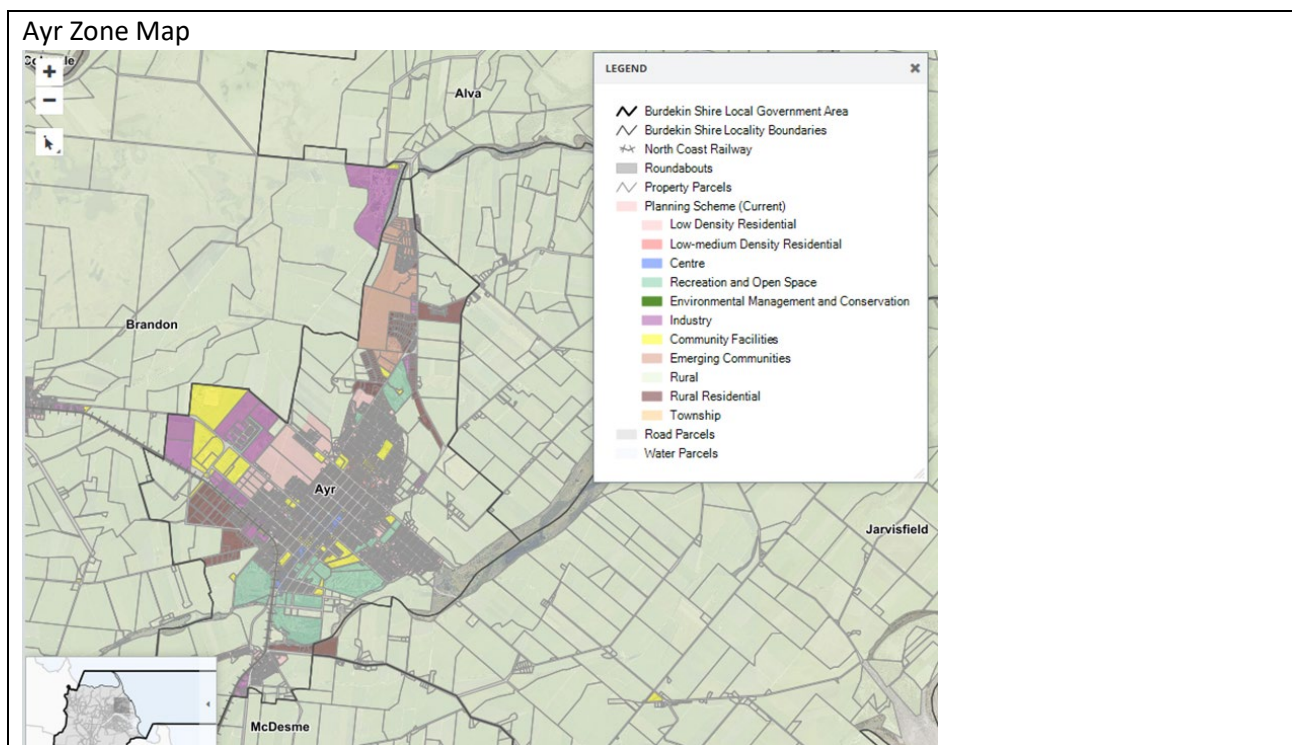 Ayr Zone Map
+
−
Alva
Brandon
Ayr
Jarvisfield
McDesme
LEGEND
Burdekin Shire Local Government Area
Burdekin Shire Locality Boundaries
North Coast Railway
Roundabouts
Property Parcels
Planning Scheme (Current)
Low Density Residential
Low-medium Density Residential
Centre
Recreation and Open Space
Environmental Management and Conservation
Industry
Community Facilities
Emerging Communities
Rural
Rural Residential
Township
Road Parcels
Water Parcels